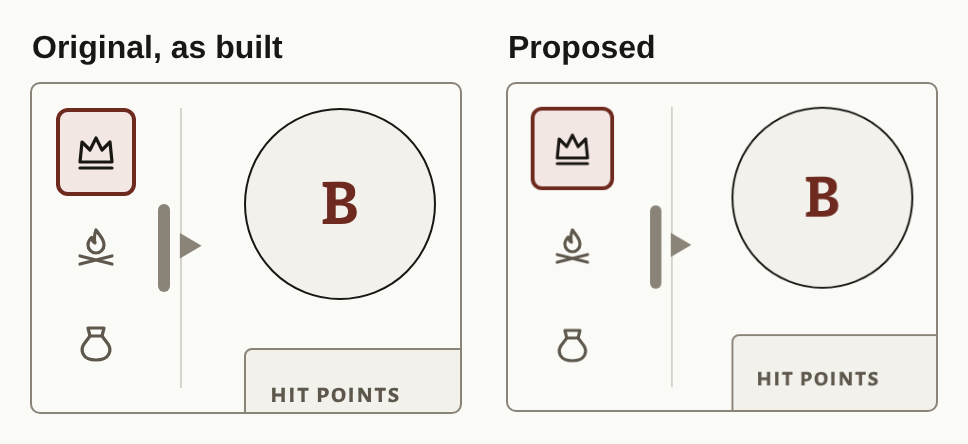 Original, as built
Proposed
B
HIT POINTS
B
HIT POINTS